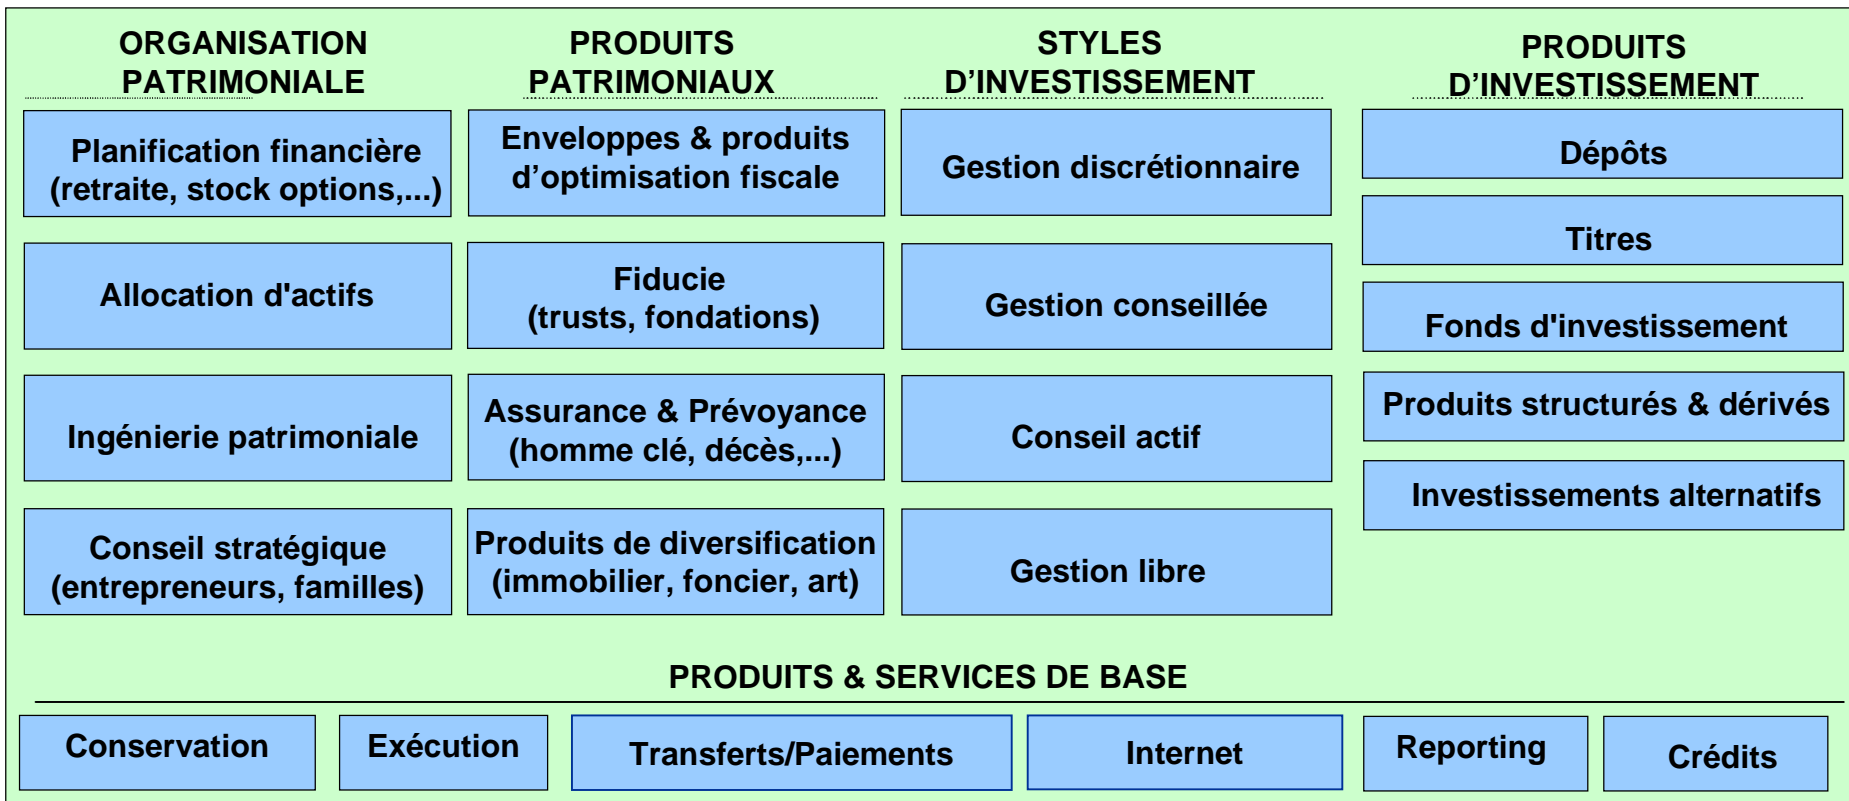 ORGANISATION
PATRIMONIALE
Planification financière
(retraite, stock options,...)
Allocation d'actifs
Ingénierie patrimoniale
Conseil stratégique
(entrepreneurs, familles)
PRODUITS
PATRIMONIAUX
Enveloppes & produits
d’optimisation fiscale
Fiducie
(trusts, fondations)
Assurance & Prévoyance
(homme clé, décès,...)
Produits de diversification
(immobilier, foncier, art)
STYLES
D’INVESTISSEMENT
Gestion discrétionnaire
Gestion conseillée
Conseil actif
Gestion libre
PRODUITS
D’INVESTISSEMENT
Dépôts
Titres
Fonds d'investissement
Produits structurés & dérivés
Investissements alternatifs
PRODUITS & SERVICES DE BASE
Conservation
Exécution
Transferts/Paiements
Internet
Reporting
Crédits